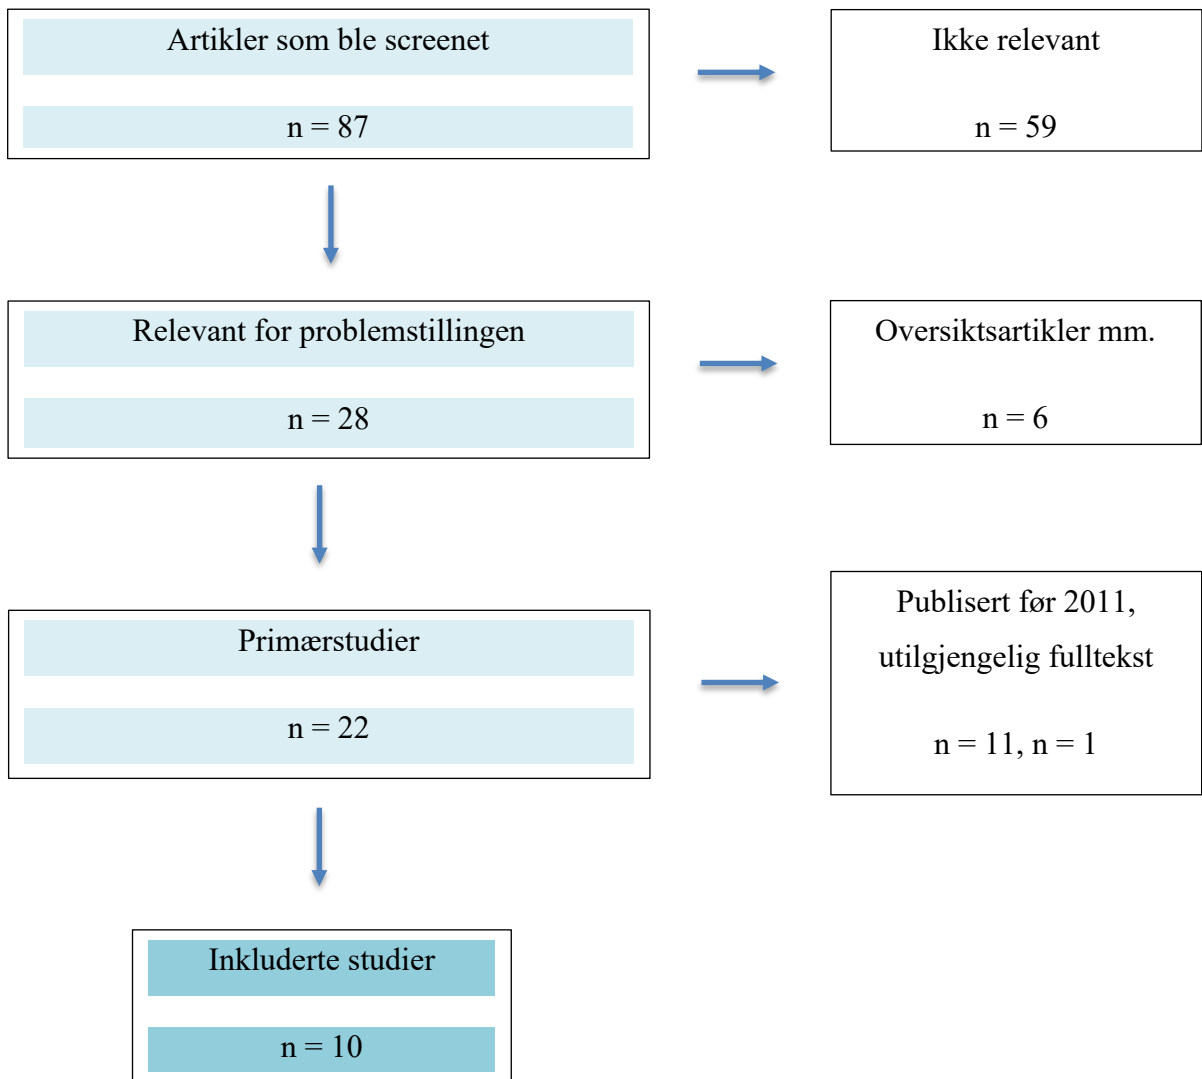 Artikler som ble screenet
n = 87
Ikke relevant
n = 59
Relevant for problemstillingen
n = 28
Oversiktsartikler mm.
n = 6
Primærstudier
n = 22
Publisert før 2011,
utilgjengelig fulltekst
n = 11, n = 1
Inkluderte studier
n = 10